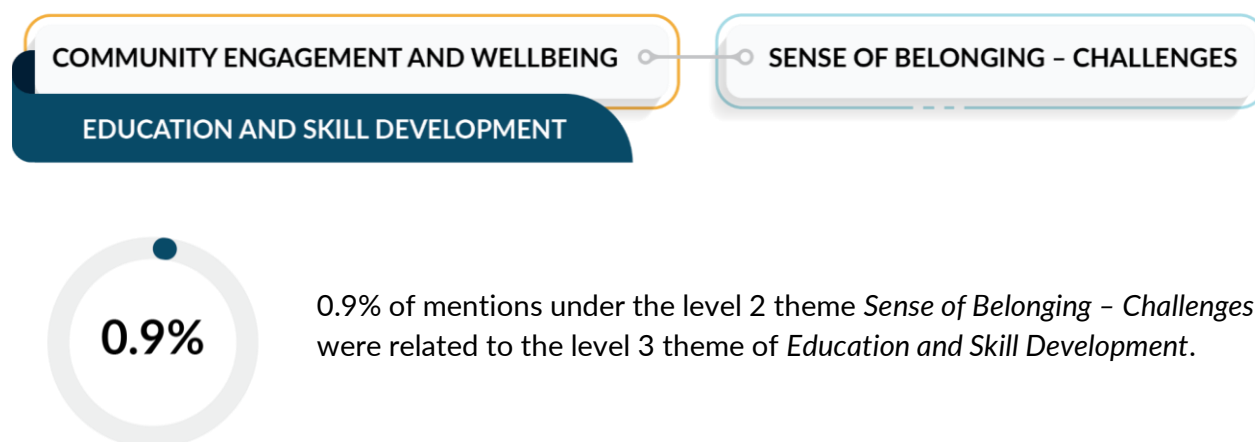 COMMUNITY ENGAGEMENT AND WELLBEING
SENSE OF BELONGING – CHALLENGES
EDUCATION AND SKILL DEVELOPMENT
0.9%
0.9% of mentions under the level 2 theme Sense of Belonging – Challenges
were related to the level 3 theme of Education and Skill Development.